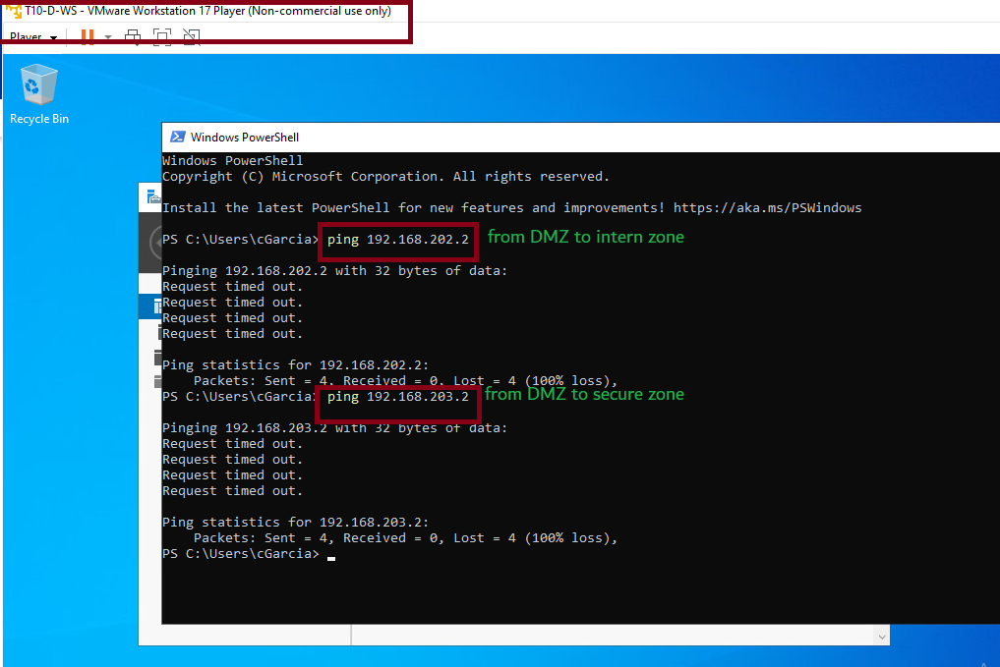 T10-D-WS - VMware Workstation 17 Player (Non-commercial use only)
Player
Recycle Bin
Windows PowerShell
Windows PowerShell
Copyright (C) Microsoft Corporation. All rights reserved.
Install the latest PowerShell for new features and improvements! https://aka.ms/PSWindows
PS C:\Users\cGarcia> ping 192.168.202.2 from DMZ to intern zone
Pinging 192.168.202.2 with 32 bytes of data:
Request timed out.
Request timed out.
Request timed out.
Request timed out.
Ping statistics for 192.168.202.2:
Packets: Sent = 4, Received = 0, Lost = 4 (100% loss),
PS C:\Users\cGarcia> ping 192.168.203.2 from DMZ to secure zone
Pinging 192.168.203.2 with 32 bytes of data:
Request timed out.
Request timed out.
Request timed out.
Request timed out.
Ping statistics for 192.168.203.2:
Packets: Sent = 4, Received = 0, Lost = 4 (100% loss),
PS C:\Users\cGarcia>